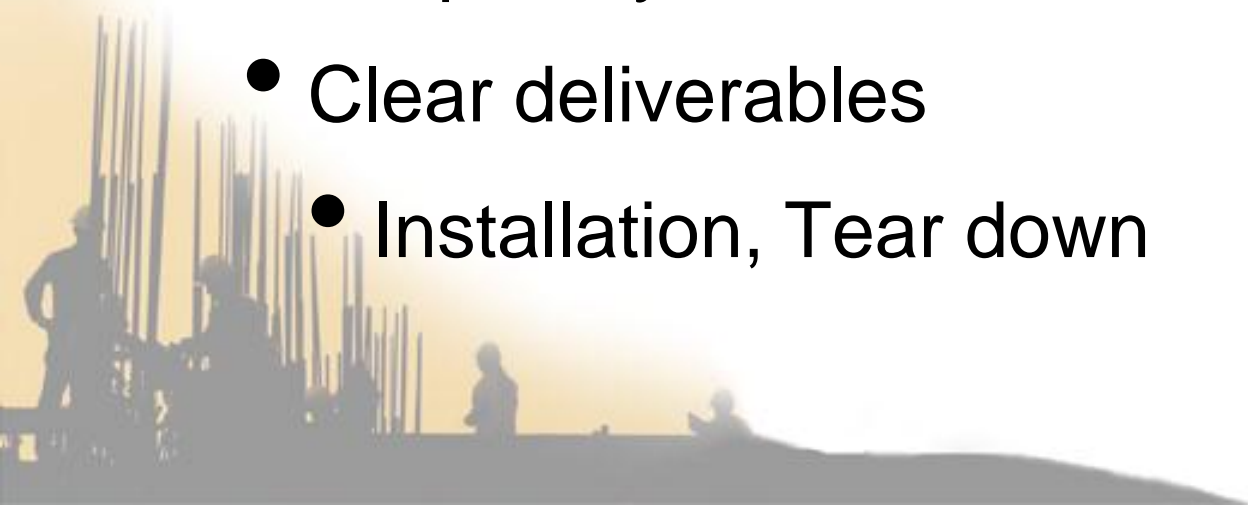 • Clear deliverables
• Installation, Tear down